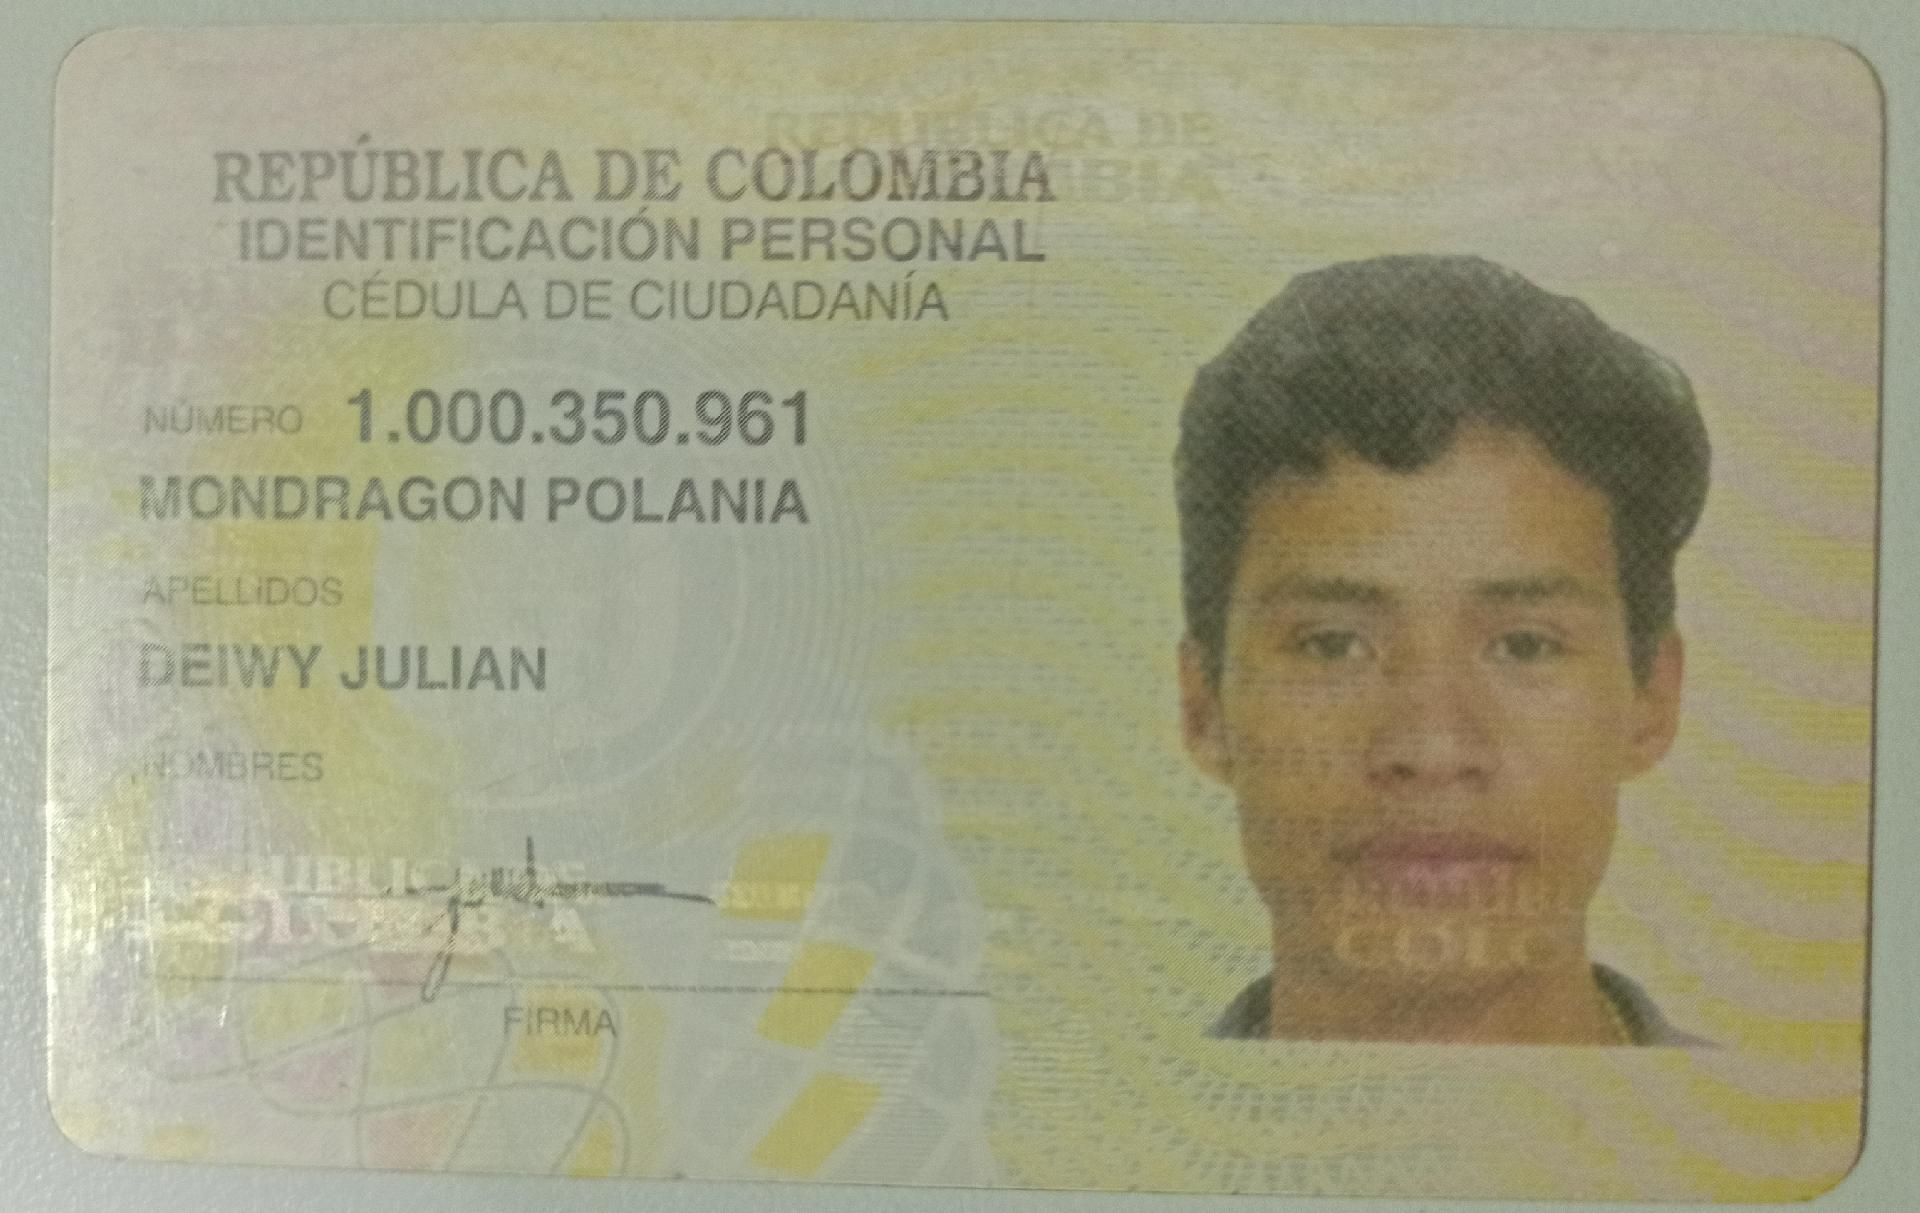 REPÚBLICA DE COLOMBIA
IDENTIFICACIÓN PERSONAL
CÉDULA DE CIUDADANÍA
NÚMERO 1.000.350.961
MONDRAGON POLANIA
APELLIDOS
DEIWY JULIAN
NOMBRES
FIRMA